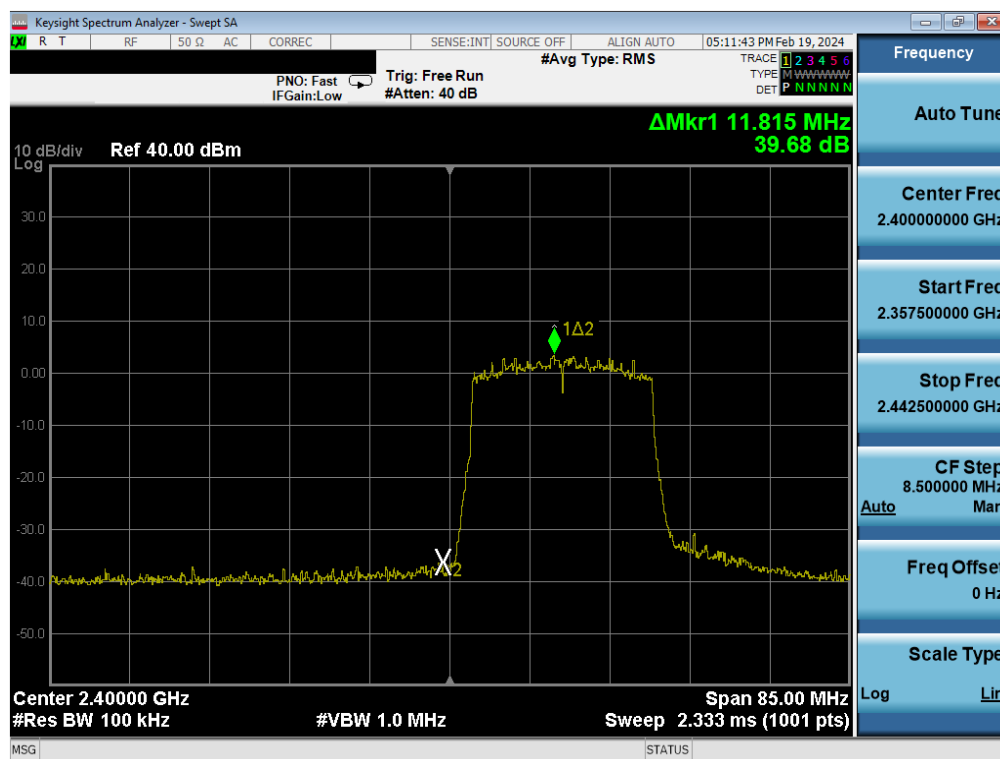 Keysight Spectrum Analyzer - Swept SA
LXI R T RF 50 Ω AC CORREC SENSE:INT SOURCE OFF ALIGN AUTO 05:11:43 PM Feb 19, 2024
#Avg Type: RMS
TRACE 1 2 3 4 5 6
PNO: Fast
Trig: Free Run
TYPE M WWWWW
IFGain:Low
#Atten: 40 dB
DET P N N N N N
ΔMkr1 11.815 MHz
39.68 dB
10 dB/div
Ref 40.00 dBm
Log
30.0
20.0
10.0
0.00
-10.0
-20.0
-30.0
-40.0
-50.0
1Δ2
X2
Center 2.40000 GHz
Span 85.00 MHz
#Res BW 100 kHz
#VBW 1.0 MHz
Sweep 2.333 ms (1001 pts)
MSG
STATUS
Frequency
Auto Tune
Center Freq
2.400000000 GHz
Start Freq
2.357500000 GHz
Stop Freq
2.442500000 GHz
CF Step
8.500000 MHz
Auto Man
Freq Offset
0 Hz
Scale Type
Log Lin